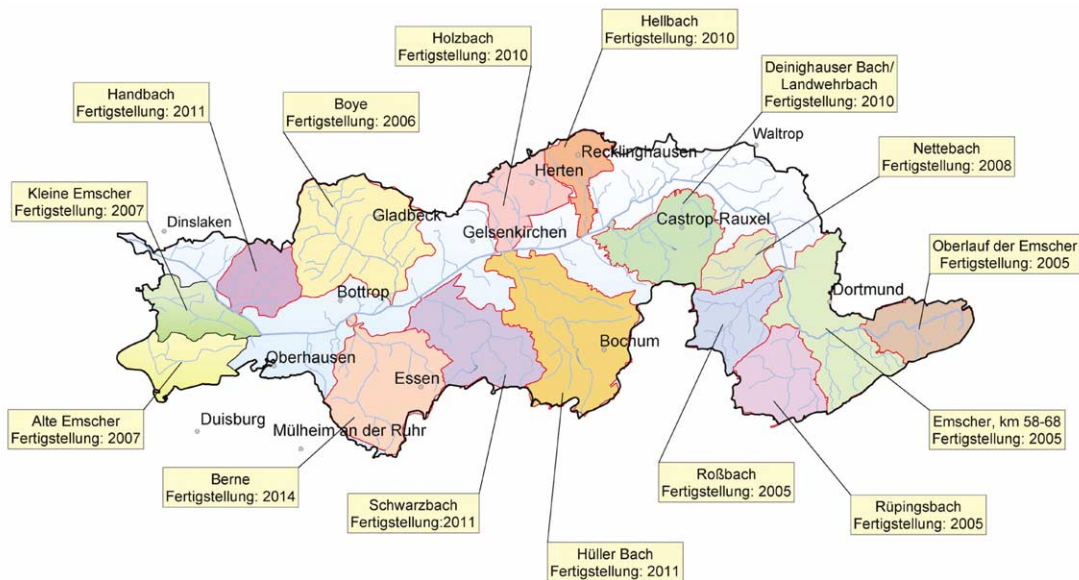 Hellbach
Fertigstellung: 2010
Holzbach
Fertigstellung: 2010
Deinighauser Bach/
Landwehrbach
Fertigstellung: 2010
Handbach
Fertigstellung: 2011
Boye
Fertigstellung: 2006
Waltrop
Nettebach
Fertigstellung: 2008
Recklinghausen
Herten
Kleine Emscher
Fertigstellung: 2007
Dinslaken
Gladbeck
Gelsenkirchen
Castrop-Rauxel
Oberlauf der Emscher
Fertigstellung: 2005
Bottrop
Dortmund
Oberhausen
Bochum
Essen
Alte Emscher
Fertigstellung: 2007
Duisburg
Mülheim an der Ruhr
Emscher, km 58-68
Fertigstellung: 2005
Berne
Fertigstellung: 2014
Schwarzbach
Fertigstellung:2011
Roßbach
Fertigstellung: 2005
Rüpingsbach
Fertigstellung: 2005
Hüller Bach
Fertigstellung: 2011